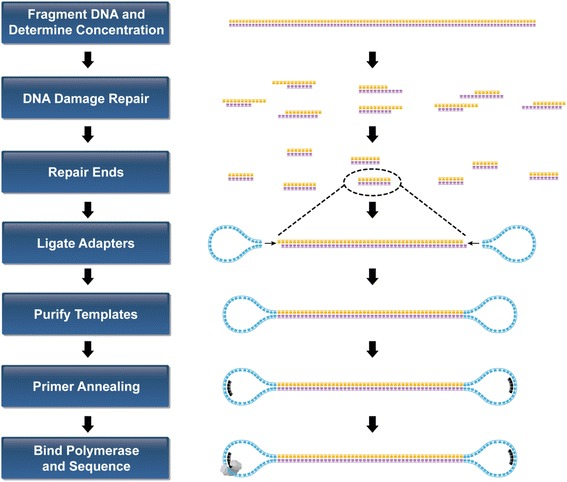 Fragment DNA and
Determine Concentration
DNA Damage Repair
Repair Ends
Ligate Adapters
Purify Templates
Primer Annealing
Bind Polymerase
and Sequence